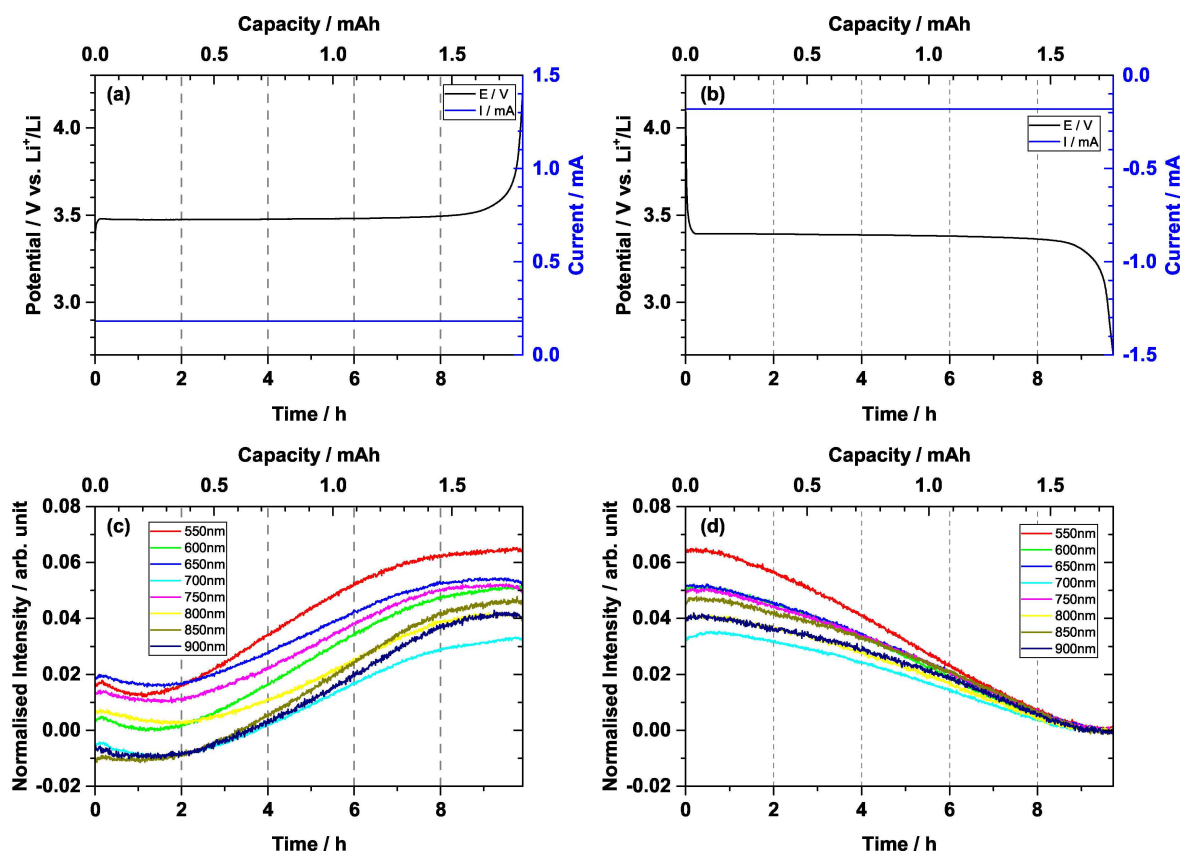 Capacity / mAh
0.0 0.5 1.0 1.5
(a)
E / V
I / mA
Potential / V vs. Li⁺/Li
4.0
3.5
3.0
1.5
1.0
0.5
0.0
Current / mA
0 2 4 6 8
Time / h
Capacity / mAh
0.0 0.5 1.0 1.5
(b)
E / V
I / mA
Potential / V vs. Li⁺/Li
4.0
3.5
3.0
0.0
-0.5
-1.0
-1.5
Current / mA
0 2 4 6 8
Time / h
Capacity / mAh
0.0 0.5 1.0 1.5
(c)
550nm
600nm
650nm
700nm
750nm
800nm
850nm
900nm
Normalised Intensity / arb. unit
0.08
0.06
0.04
0.02
0.00
-0.02
0 2 4 6 8
Time / h
Capacity / mAh
0.0 0.5 1.0 1.5
(d)
550nm
600nm
650nm
700nm
750nm
800nm
850nm
900nm
Normalised Intensity / arb. unit
0.08
0.06
0.04
0.02
0.00
-0.02
0 2 4 6 8
Time / h